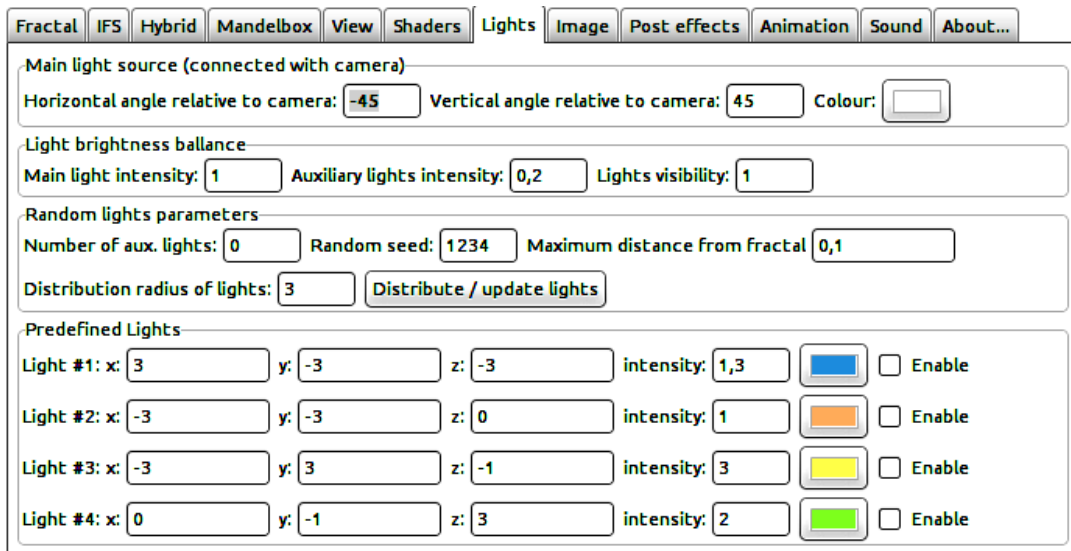 Fractal IFS Hybrid Mandelbox View Shaders Lights Image Post effects Animation Sound About...
Main light source (connected with camera)
Horizontal angle relative to camera: -45 Vertical angle relative to camera: 45 Colour:
Light brightness ballance
Main light intensity: 1 Auxiliary lights intensity: 0,2 Lights visibility: 1
Random lights parameters
Number of aux. lights: 0 Random seed: 1234 Maximum distance from fractal 0,1
Distribution radius of lights: 3 Distribute / update lights
Predefined Lights
Light #1: x: 3 y: -3 z: -3 intensity: 1,3 Enable
Light #2: x: -3 y: -3 z: 0 intensity: 1 Enable
Light #3: x: -3 y: 3 z: -1 intensity: 3 Enable
Light #4: x: 0 y: -1 z: 3 intensity: 2 Enable